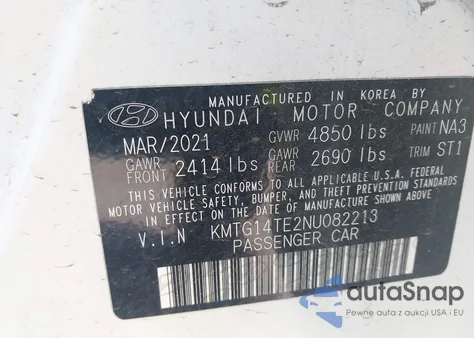 MANUFACTURED IN KOREA BY
HYUNDAI MOTOR COMPANY
MAR/2021 GVWR 4850 lbs PAINT NA3
GAWR FRONT 2414 lbs GAWR REAR 2690 lbs TRIM ST1
THIS VEHICLE CONFORMS TO ALL APPLICABLE U.S.A. FEDERAL
MOTOR VEHICLE SAFETY, BUMPER, AND THEFT PREVENTION STANDARDS
IN EFFECT ON THE DATE OF MANUFACTURE SHOWN ABOVE.
V.I.N KMTG14TE2NU082213
PASSENGER CAR
autoSnap
Pewne auta z aukcji USA i EU